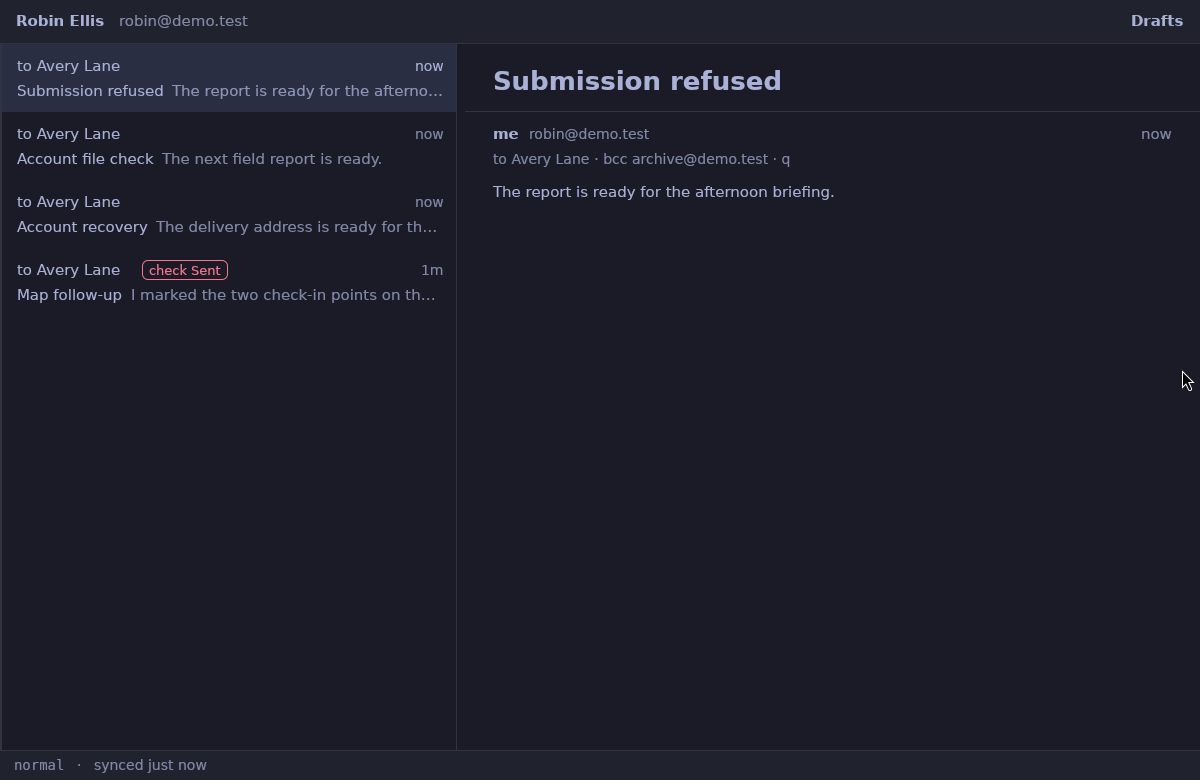 Robin Ellis robin@demo.test Drafts
to Avery Lane now
Submission refused The report is ready for the afterno…
to Avery Lane now
Account file check The next field report is ready.
to Avery Lane now
Account recovery The delivery address is ready for th…
to Avery Lane check Sent 1m
Map follow-up I marked the two check-in points on th…
Submission refused
me robin@demo.test now
to Avery Lane · bcc archive@demo.test · q
The report is ready for the afternoon briefing.
normal · synced just now